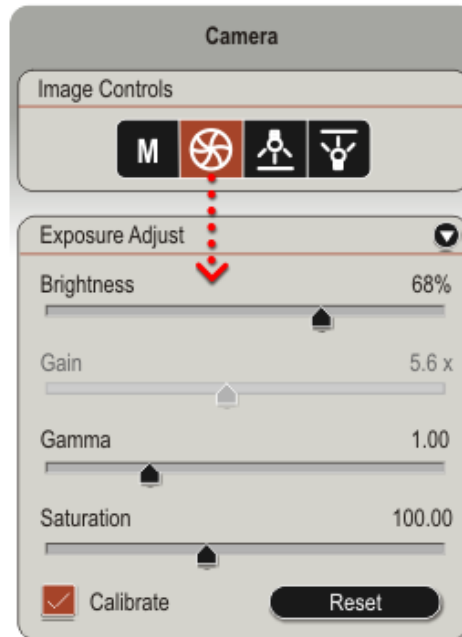 Camera
Image Controls
M
Exposure Adjust
Brightness 68%
Gain 5.6 x
Gamma 1.00
Saturation 100.00
Calibrate Reset